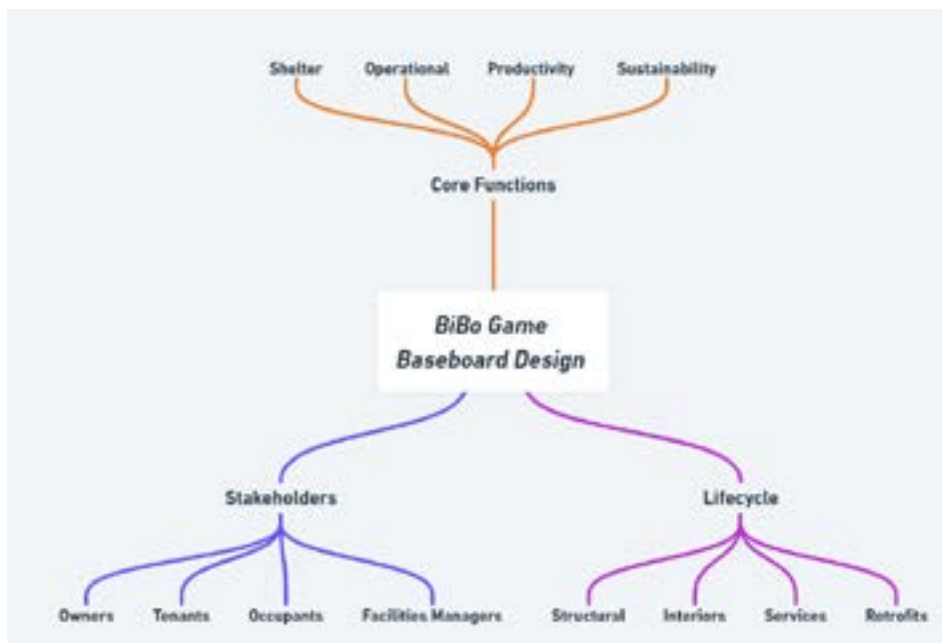 Shelter Operational Productivity Sustainability
Core Functions
BiBo Game
Baseboard Design
Stakeholders Lifecycle
Owners Tenants Occupants Facilities Managers Structural Interiors Services Retrofits